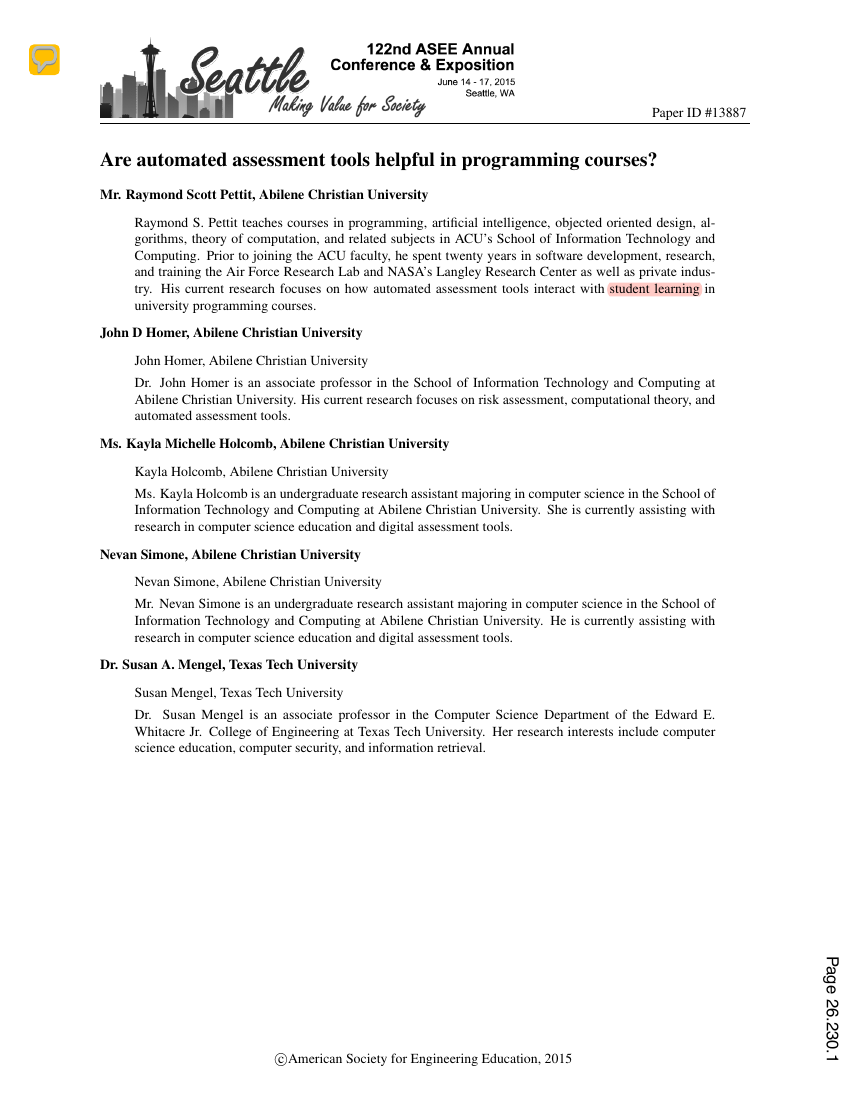 Seattle
Making Value for Society
122nd ASEE Annual
Conference & Exposition
June 14 - 17, 2015
Seattle, WA
Paper ID #13887
Are automated assessment tools helpful in programming courses?
Mr. Raymond Scott Pettit, Abilene Christian University
Raymond S. Pettit teaches courses in programming, artificial intelligence, objected oriented design, al-
gorithms, theory of computation, and related subjects in ACU's School of Information Technology and
Computing. Prior to joining the ACU faculty, he spent twenty years in software development, research,
and training the Air Force Research Lab and NASA's Langley Research Center as well as private indus-
try. His current research focuses on how automated assessment tools interact with student learning in
university programming courses.
John D Homer, Abilene Christian University
John Homer, Abilene Christian University
Dr. John Homer is an associate professor in the School of Information Technology and Computing at
Abilene Christian University. His current research focuses on risk assessment, computational theory, and
automated assessment tools.
Ms. Kayla Michelle Holcomb, Abilene Christian University
Kayla Holcomb, Abilene Christian University
Ms. Kayla Holcomb is an undergraduate research assistant majoring in computer science in the School of
Information Technology and Computing at Abilene Christian University. She is currently assisting with
research in computer science education and digital assessment tools.
Nevan Simone, Abilene Christian University
Nevan Simone, Abilene Christian University
Mr. Nevan Simone is an undergraduate research assistant majoring in computer science in the School of
Information Technology and Computing at Abilene Christian University. He is currently assisting with
research in computer science education and digital assessment tools.
Dr. Susan A. Mengel, Texas Tech University
Susan Mengel, Texas Tech University
Dr. Susan Mengel is an associate professor in the Computer Science Department of the Edward E.
Whitacre Jr. College of Engineering at Texas Tech University. Her research interests include computer
science education, computer security, and information retrieval.
©American Society for Engineering Education, 2015
Page 26.230.1